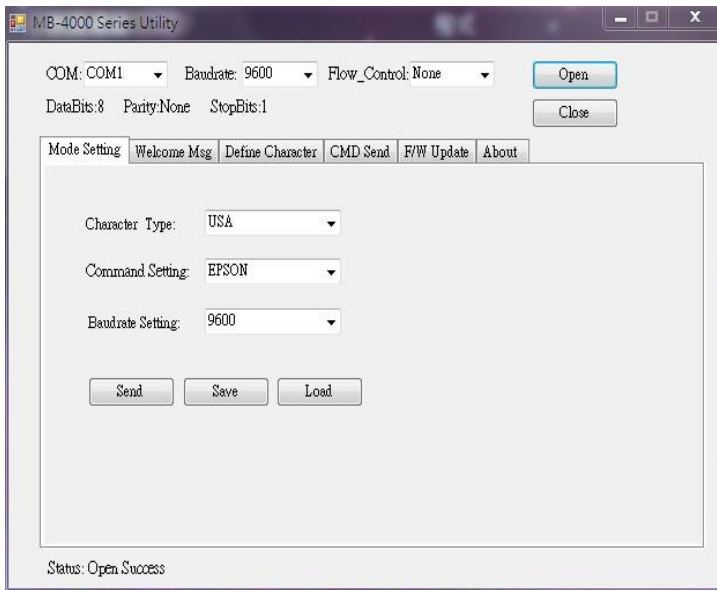 MB-4000 Series Utility
COM: COM1 Baudrate: 9600 Flow_Control: None Open
DataBits:8 Parity:None StopBits:1 Close
Mode Setting Welcome Msg Define Character CMD Send F/W Update About
Character Type: USA
Command Setting: EPSON
Baudrate Setting: 9600
Send Save Load
Status: Open Success